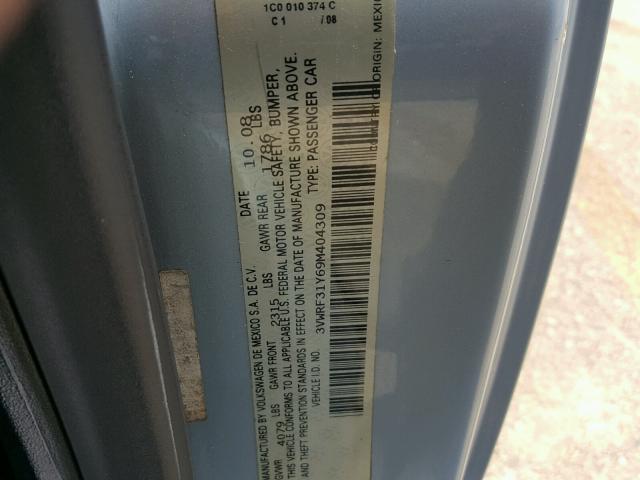 MANUFACTURED BY VOLKSWAGEN DE MEXICO S.A. DE C.V. DATE 10.08
GVWR 4079 LBS GAWR FRONT 2315 LBS GAWR REAR 1786 LBS
THIS VEHICLE CONFORMS TO ALL APPLICABLE U.S. FEDERAL MOTOR VEHICLE SAFETY, BUMPER,
AND THEFT PREVENTION STANDARDS IN EFFECT ON THE DATE OF MANUFACTURE SHOWN ABOVE.
VEHICLE I.D. NO. 3VWRF31Y69M404309 TYPE: PASSENGER CAR
ORIGIN: MEXIC
1C0 010 374 C
C 1 /08